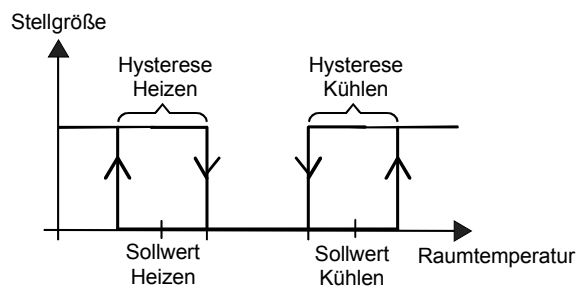 Stellgröße
Hysterese
Heizen
Hysterese
Kühlen
Sollwert
Heizen
Sollwert
Kühlen
Raumtemperatur